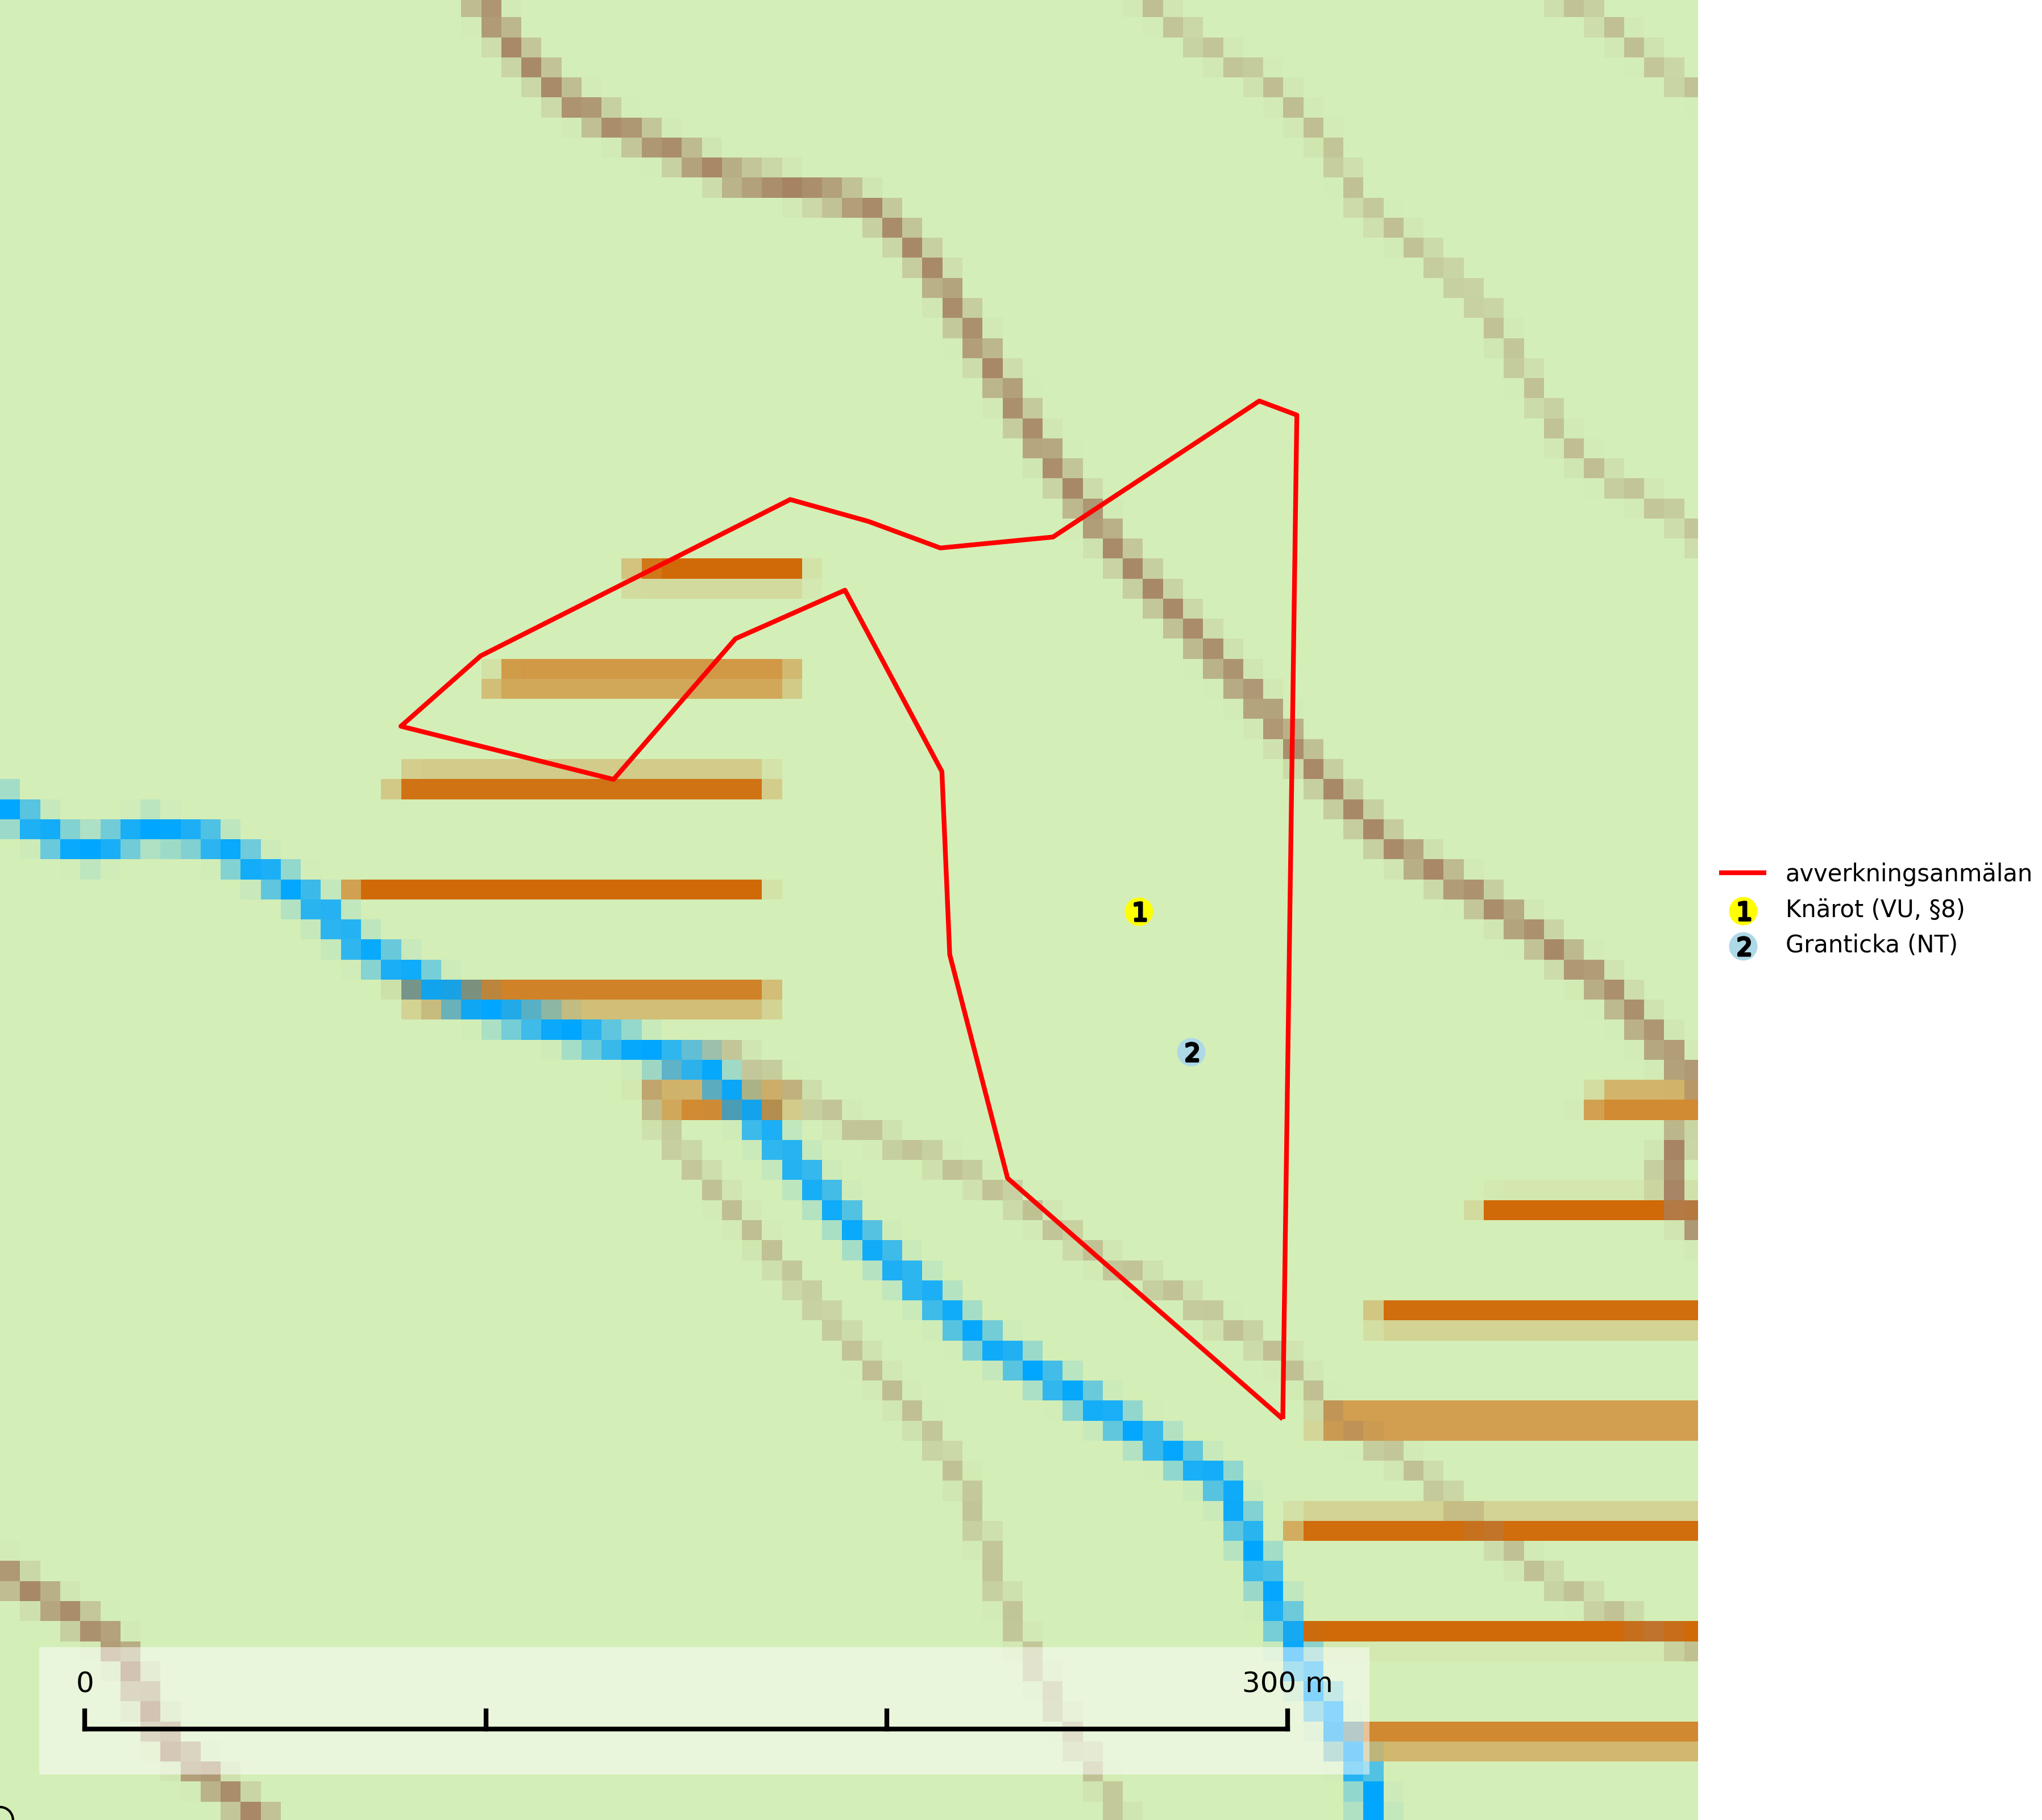 1
2
avverkningsanmälan
1 Knärot (VU, §8)
2 Granticka (NT)
0 300 m